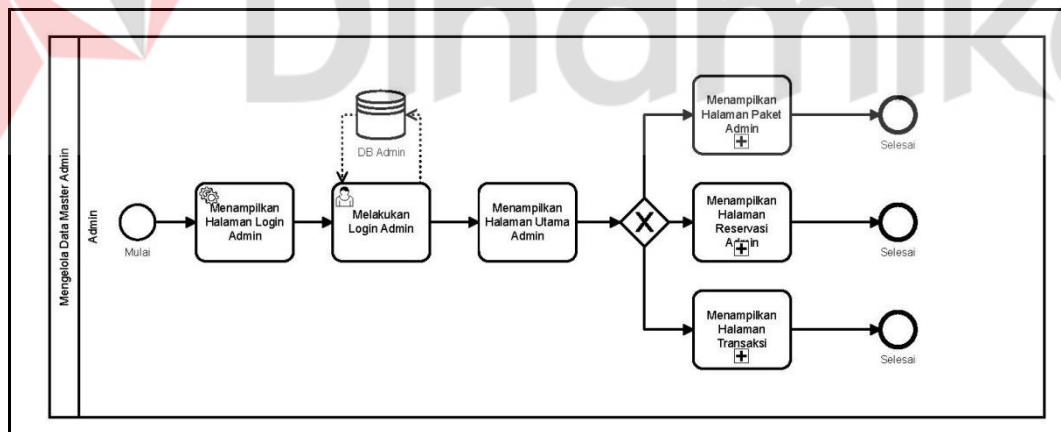 Dinamika
Mengelola Data Master Admin
Admin
Mulai
Menampilkan
Halaman Login
Admin
DB Admin
Melakukan
Login Admin
Menampilkan
Halaman Utama
Admin
X
Menampilkan
Halaman Paket
Admin
Selesai
Menampilkan
Halaman
Reservasi
Admin
Selesai
Menampilkan
Halaman
Transaksi
Selesai